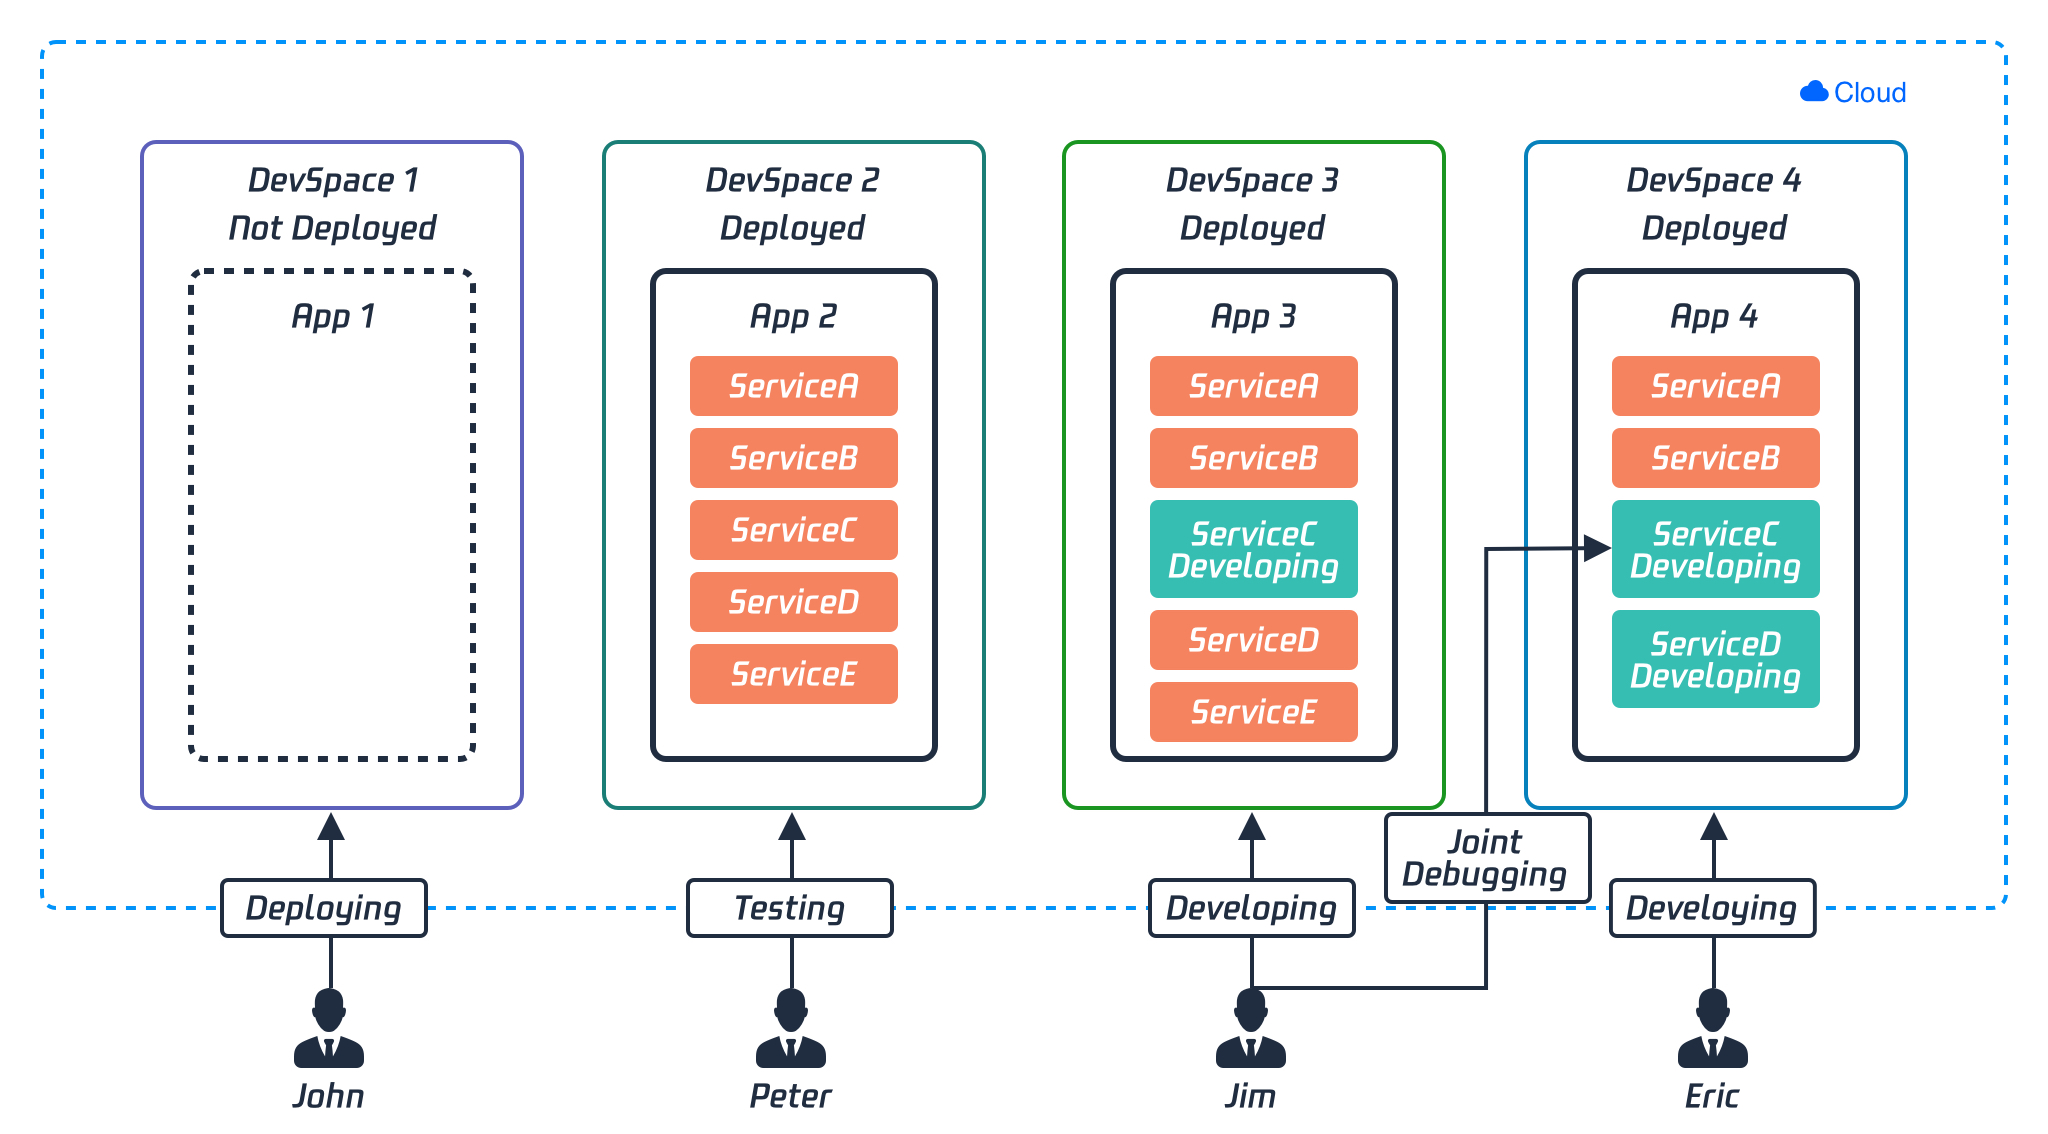 Cloud
DevSpace 1
Not Deployed
App 1
DevSpace 2
Deployed
App 2
ServiceA
ServiceB
ServiceC
ServiceD
ServiceE
DevSpace 3
Deployed
App 3
ServiceA
ServiceB
ServiceC
Developing
ServiceD
ServiceE
DevSpace 4
Deployed
App 4
ServiceA
ServiceB
ServiceC
Developing
ServiceD
Developing
Deploying
Testing
Developing
Joint
Debugging
Develoying
John
Peter
Jim
Eric